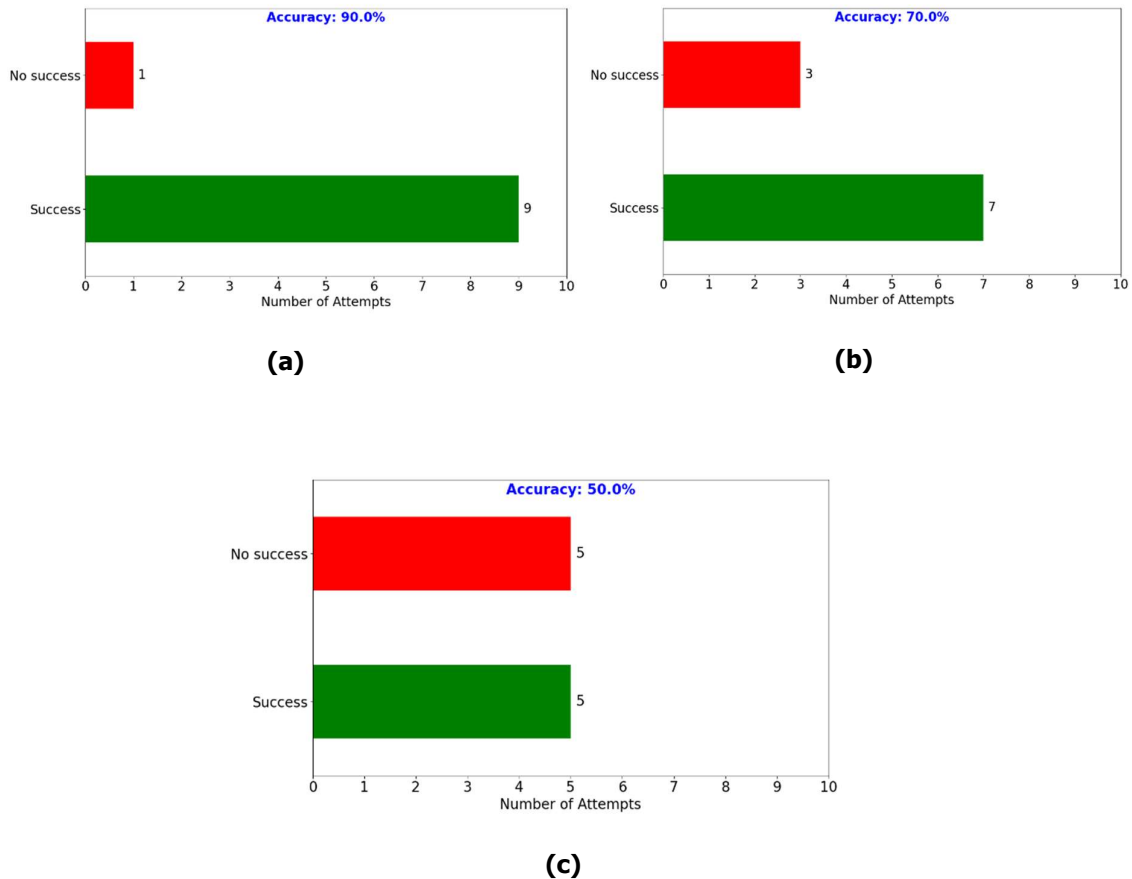 Accuracy: 90.0%
No success
1
Success
9
0 1 2 3 4 5 6 7 8 9 10
Number of Attempts
(a)
Accuracy: 70.0%
No success
3
Success
7
0 1 2 3 4 5 6 7 8 9 10
Number of Attempts
(b)
Accuracy: 50.0%
No success
5
Success
5
0 1 2 3 4 5 6 7 8 9 10
Number of Attempts
(c)